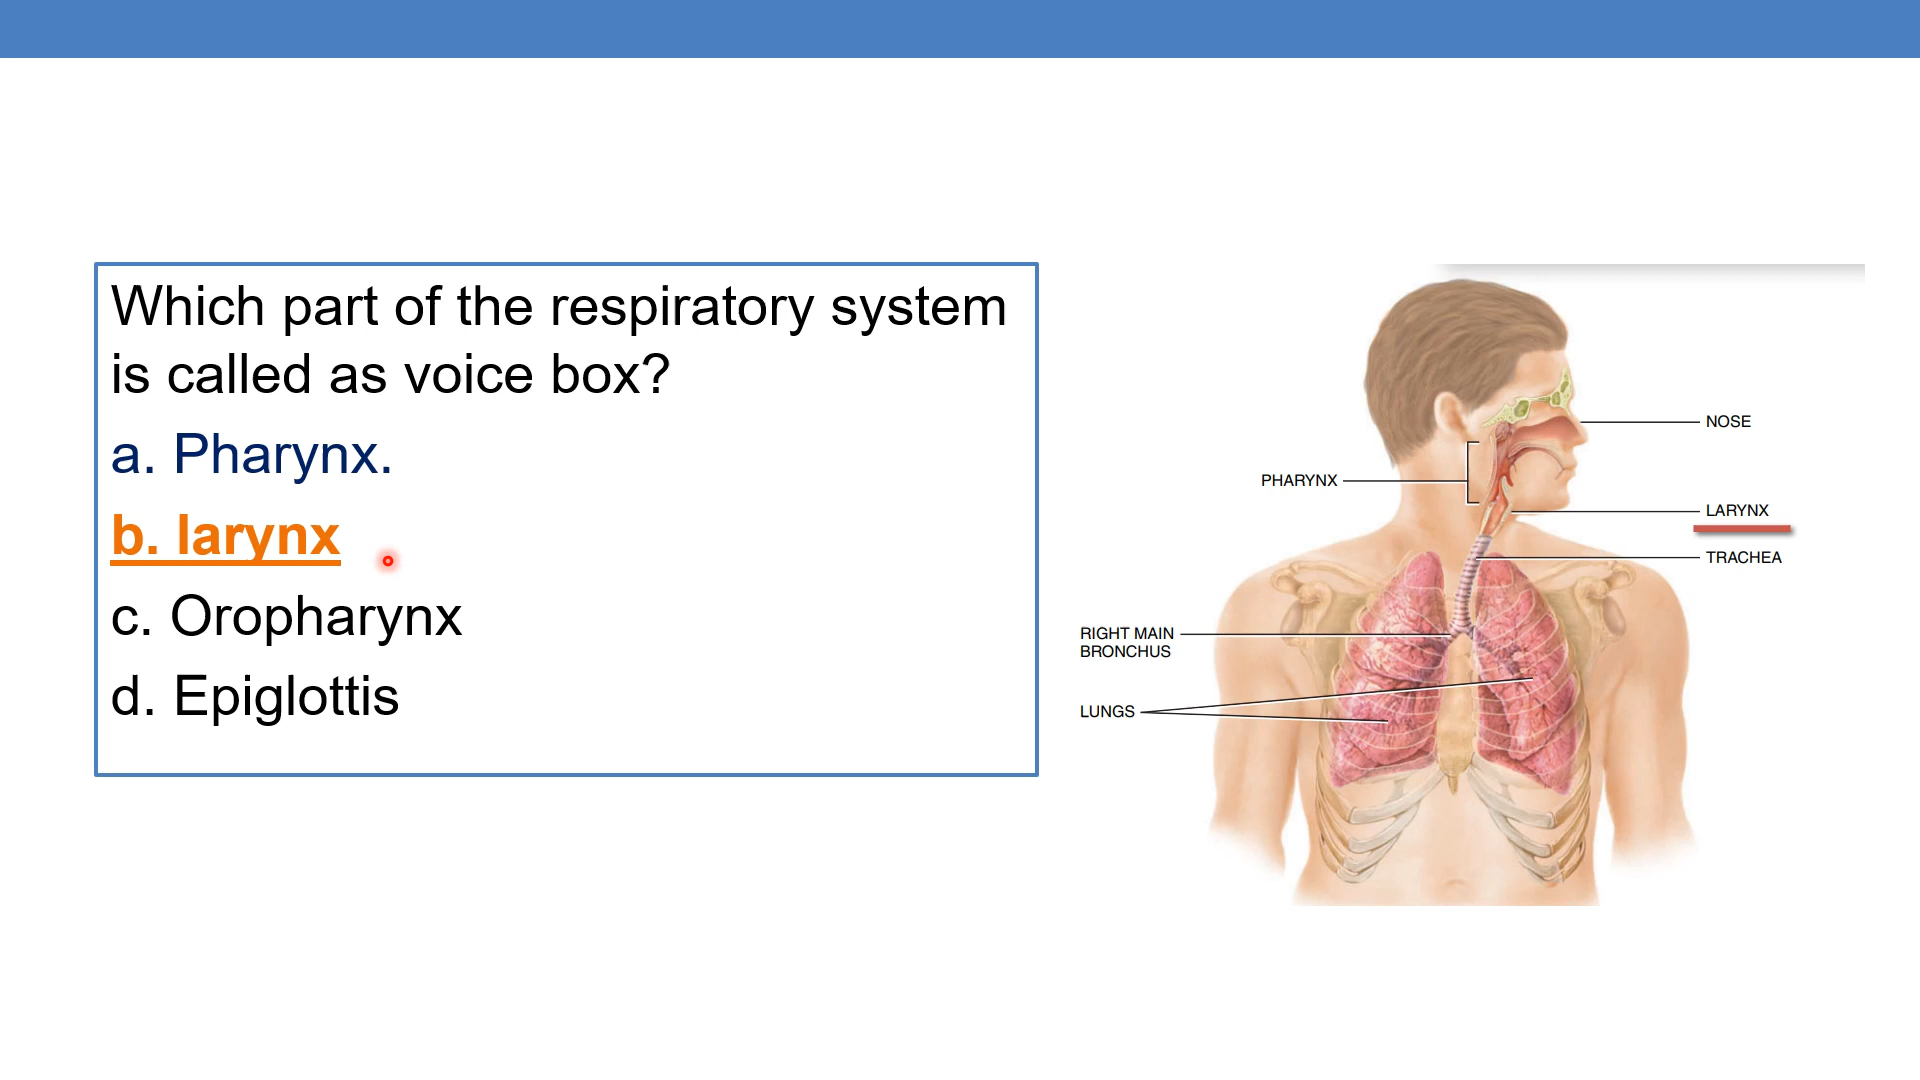 Which part of the respiratory system
is called as voice box?
a. Pharynx.
b. larynx
c. Oropharynx
d. Epiglottis
NOSE
PHARYNX
LARYNX
TRACHEA
RIGHT MAIN
BRONCHUS
LUNGS